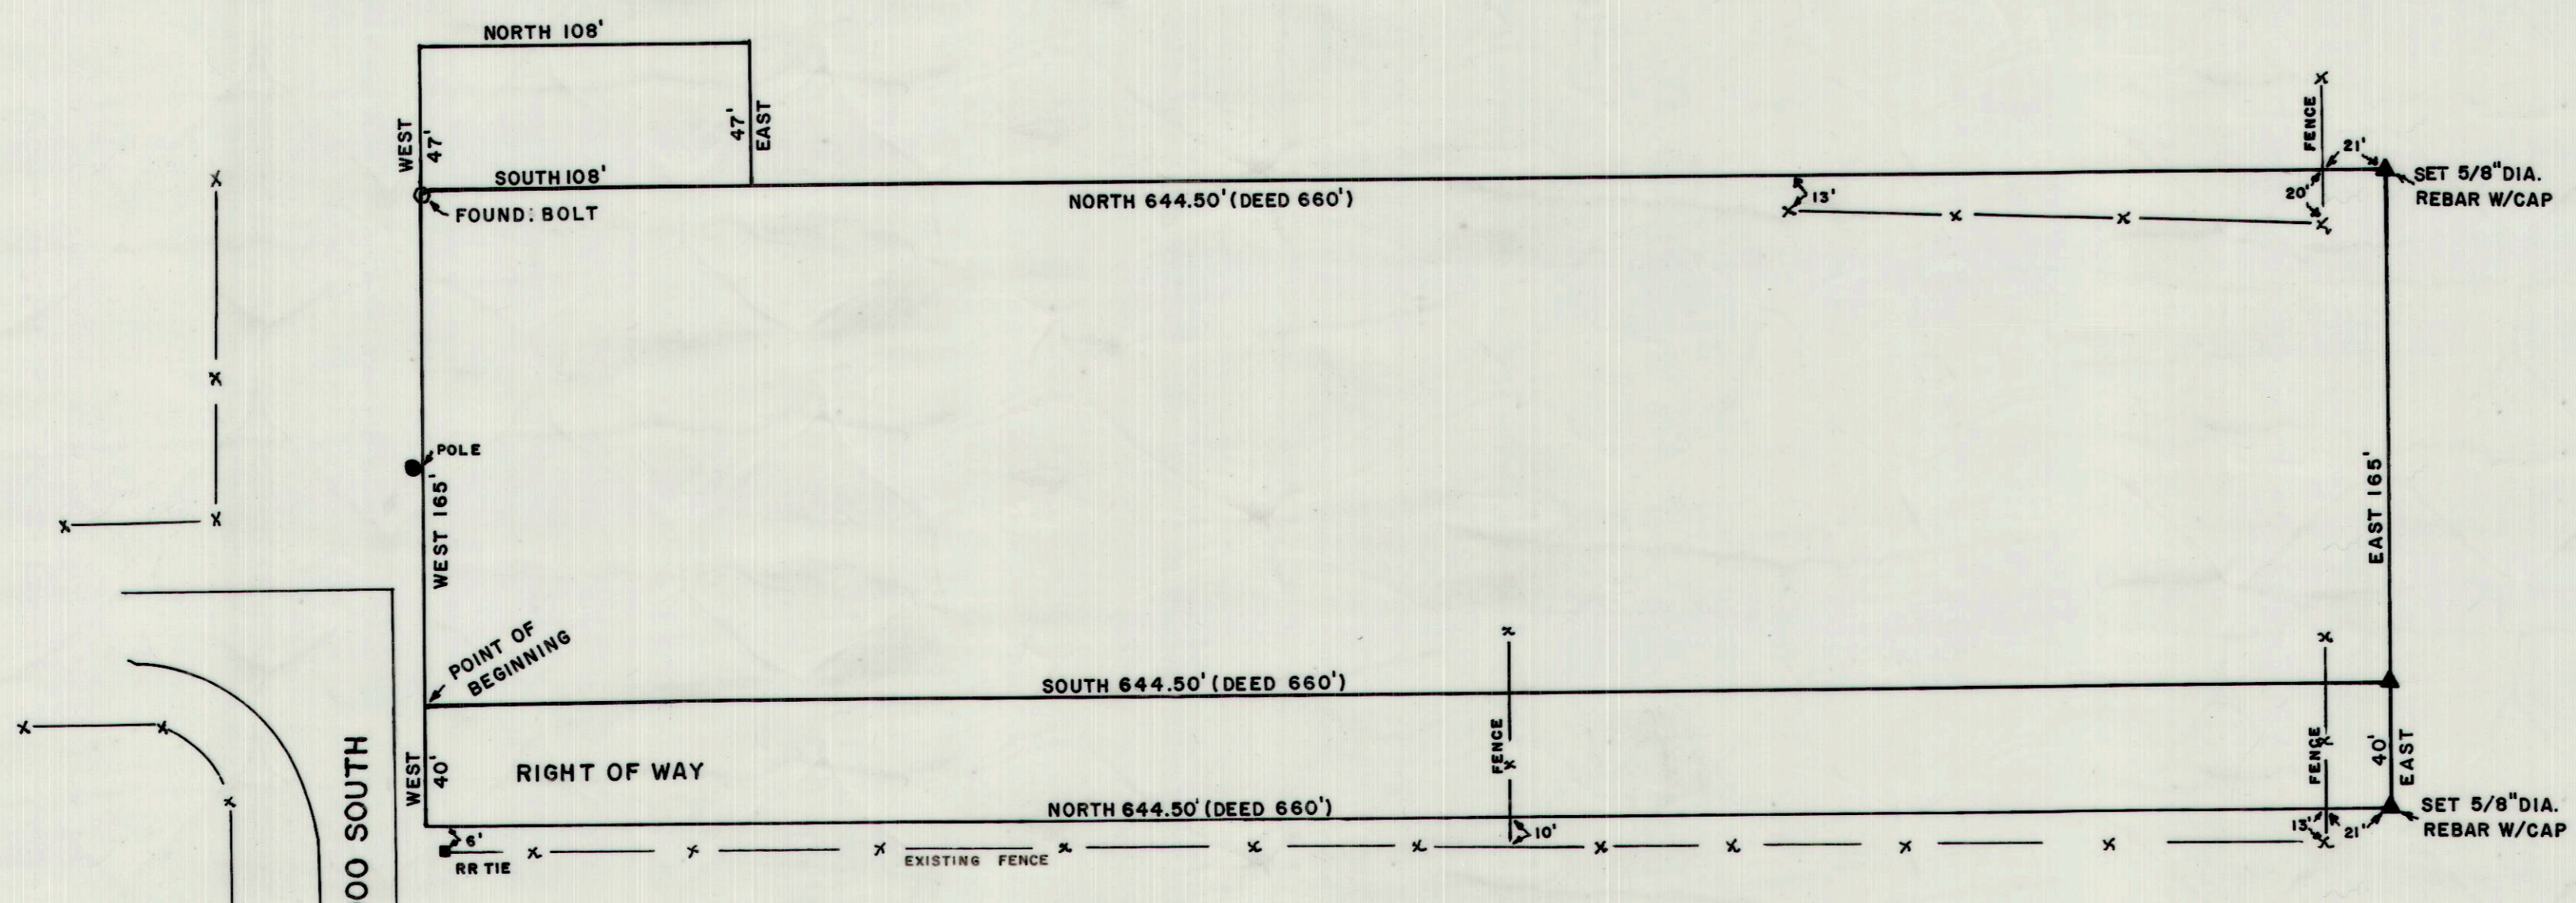 NORTH 108'
WEST
47'
47'
EAST
SOUTH 108'
FOUND: BOLT
NORTH 644.50' (DEED 660')
FENCE
21'
13'
20'
SET 5/8" DIA.
REBAR W/CAP
POLE
WEST 165'
EAST 165'
POINT OF
BEGINNING
SOUTH 644.50' (DEED 660')
WEST
40'
RIGHT OF WAY
FENCE
FENCE
40'
EAST
00 SOUTH
NORTH 644.50' (DEED 660')
SET 5/8" DIA.
REBAR W/CAP
6'
10'
13'
21'
RR TIE
EXISTING FENCE